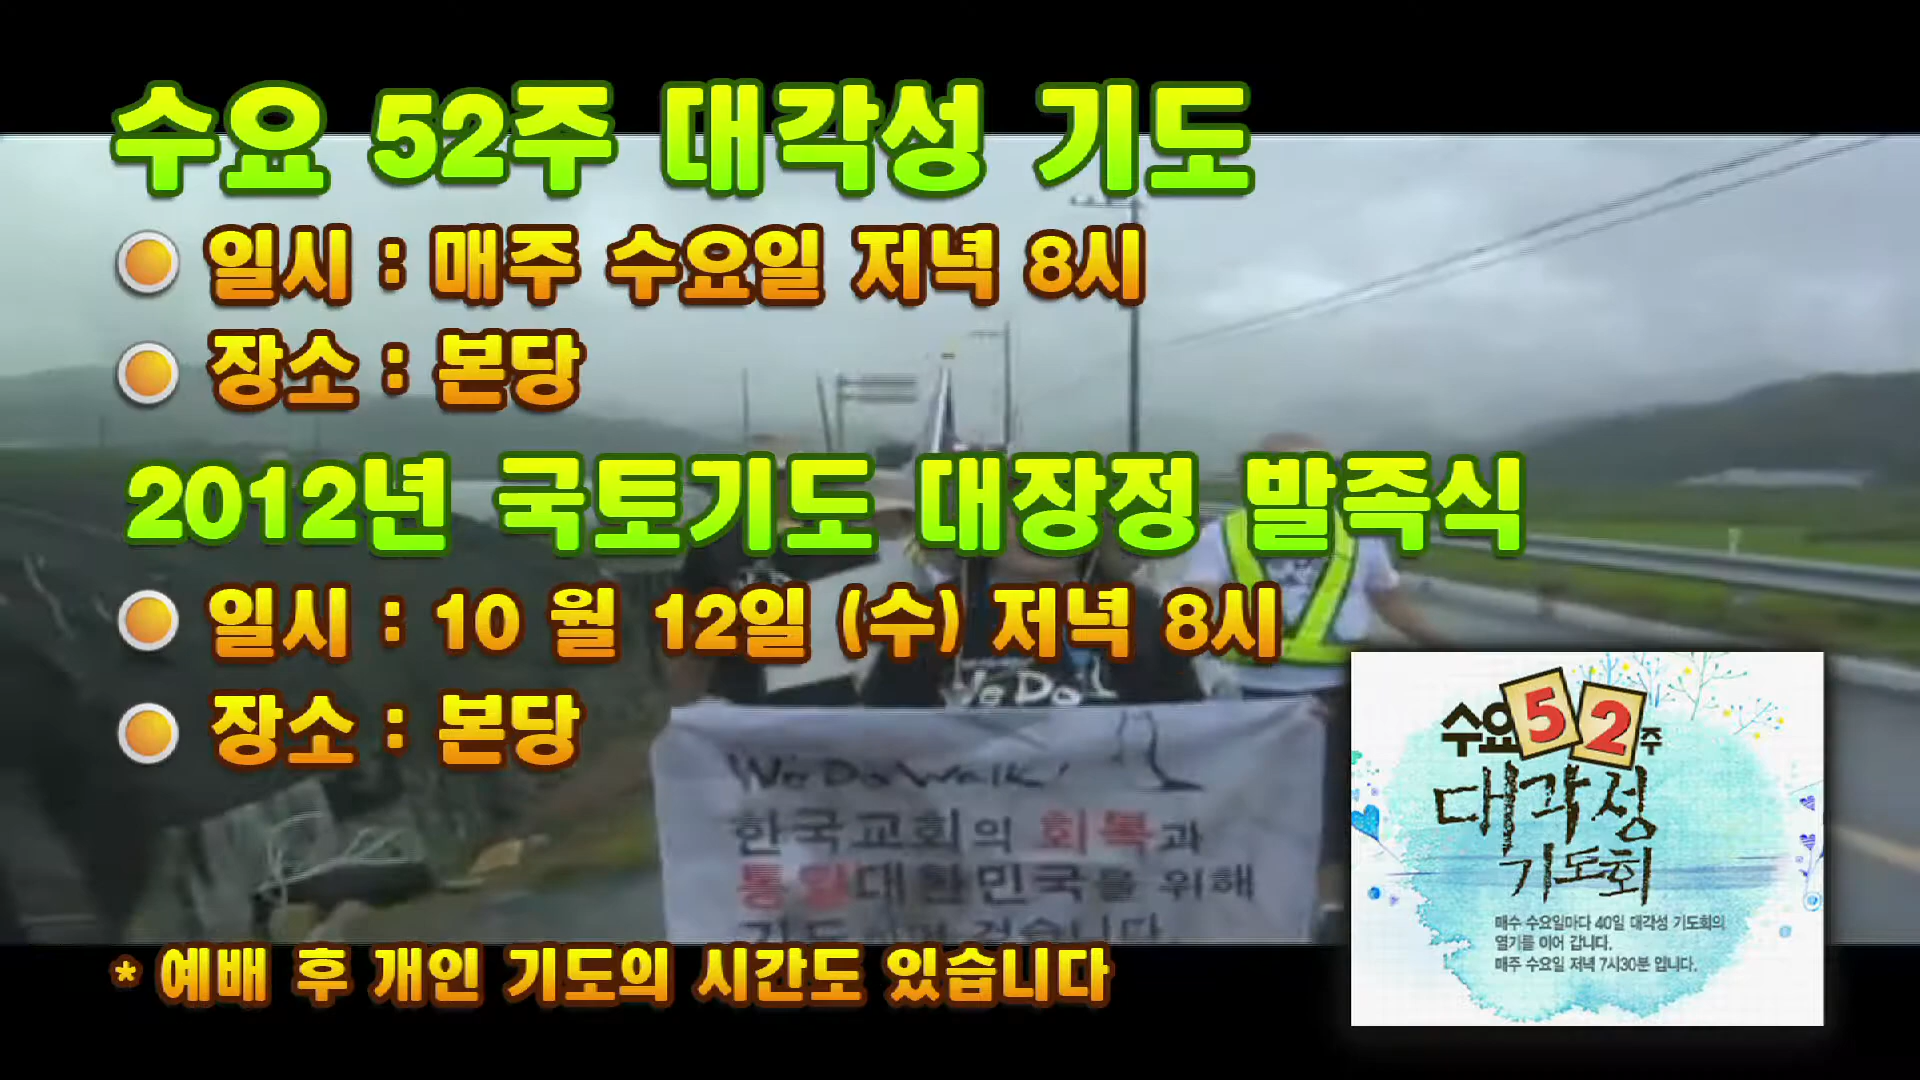 수요 52주 대각성 기도
일시 : 매주 수요일 저녁 8시
장소 : 본당
2012년 국토기도 대장정 발족식
일시 : 10 월 12일 (수) 저녁 8시
장소 : 본당
We Do
We Do Walk!
한국교회의 회복과
통일대한민국을 위해
* 예배 후 개인 기도의 시간도 있습니다
수요52주
대각성
기도회
매수 수요일마다 40일 대각성 기도회의
열기를 이어 갑니다.
매주 수요일 저녁 7시30분 입니다.